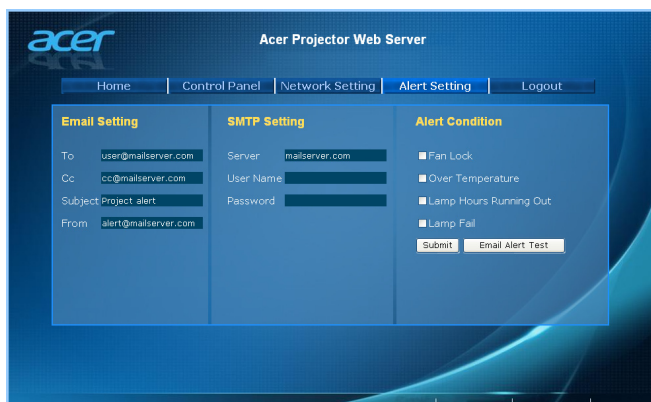 acer
Acer Projector Web Server
Home Control Panel Network Setting Alert Setting Logout
Email Setting
To user@mailserver.com
Cc cc@mailserver.com
Subject Project alert
From alert@mailserver.com
SMTP Setting
Server mailserver.com
User Name
Password
Alert Condition
Fan Lock
Over Temperature
Lamp Hours Running Out
Lamp Fail
Submit Email Alert Test